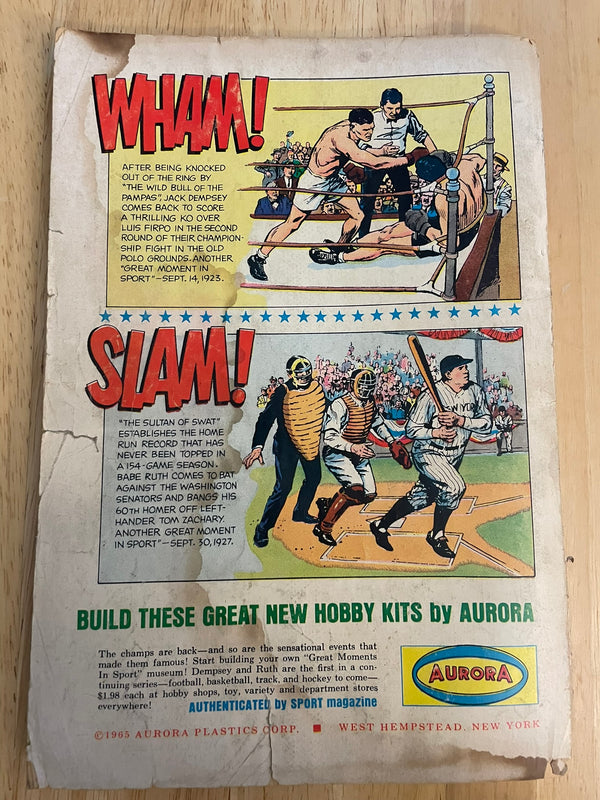 WHAM!
AFTER BEING KNOCKED
OUT OF THE RING BY
"THE WILD BULL OF THE
PAMPAS", JACK DEMPSEY
COMES BACK TO SCORE
A THRILLING KO OVER
LUIS FIRPO IN THE SECOND
ROUND OF THEIR CHAMPION-
SHIP FIGHT IN THE OLD
POLO GROUNDS. ANOTHER
"GREAT MOMENT IN
SPORT"—SEPT. 14, 1923.
SLAM!
"THE SULTAN OF SWAT"
ESTABLISHES THE HOME
RUN RECORD THAT HAS
NEVER BEEN TOPPED IN
A 154-GAME SEASON.
BABE RUTH COMES TO BAT
AGAINST THE WASHINGTON
SENATORS AND BANGS HIS
60TH HOMER OFF LEFT-
HANDER TOM ZACHARY.
ANOTHER GREAT MOMENT
IN SPORT"—SEPT. 30, 1927.
NEW YORK
BUILD THESE GREAT NEW HOBBY KITS by AURORA
The champs are back—and so are the sensational events that
made them famous! Start building your own "Great Moments
In Sport" museum! Dempsey and Ruth are the first in a con-
tinuing series—football, basketball, track, and hockey to come—
$1.98 each at hobby shops, toy, variety and department stores
everywhere! AUTHENTICATED by SPORT magazine
AURORA
©1965 AURORA PLASTICS CORP. ■ WEST HEMPSTEAD, NEW YORK